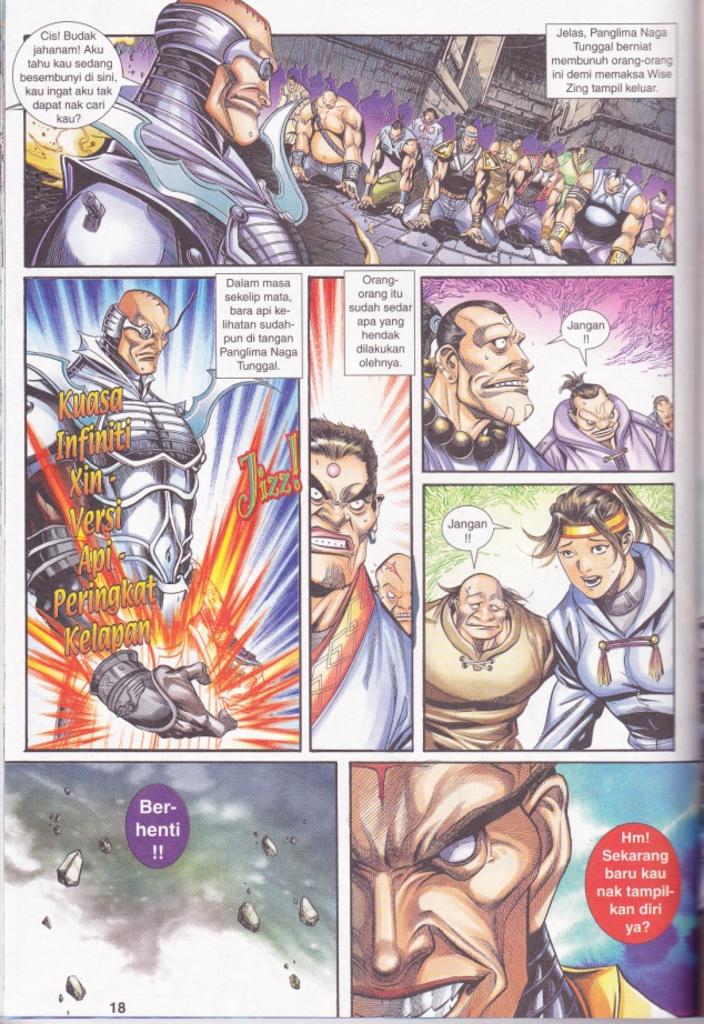 Cis! Budak
jahanam! Aku
tahu kau sedang
besembunyi di sini,
kau ingat aku tak
dapat nak cari
kau?
Jelas, Panglima Naga
Tunggal berniat
membunuh orang-orang
ini demi memaksa Wise
Zing tampil keluar.
Dalam masa
sekelip mata,
bara api ke-
lihatan sudah-
pun di tangan
Panglima Naga
Tunggal.
Kuasa
Infiniti
Xin -
Versi
Api -
Peringkat
Kelapan
Jizz!
Orang-
orang itu
sudah sedar
apa yang
hendak
dilakukan
olehnya.
Jangan
!!
Jangan
!!
Ber-
henti
!!
Hm!
Sekarang
baru kau
nak tampil-
kan diri
ya?
18